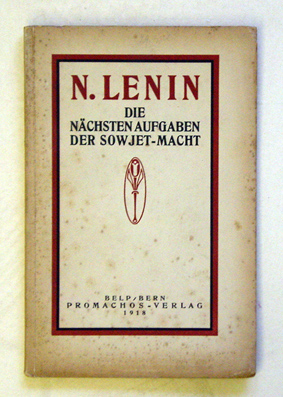 N. LENIN
DIE
NÄCHSTEN AUFGABEN
DER SOWJET-MACHT
BELP/BERN
PROMACHOS-VERLAG
1918